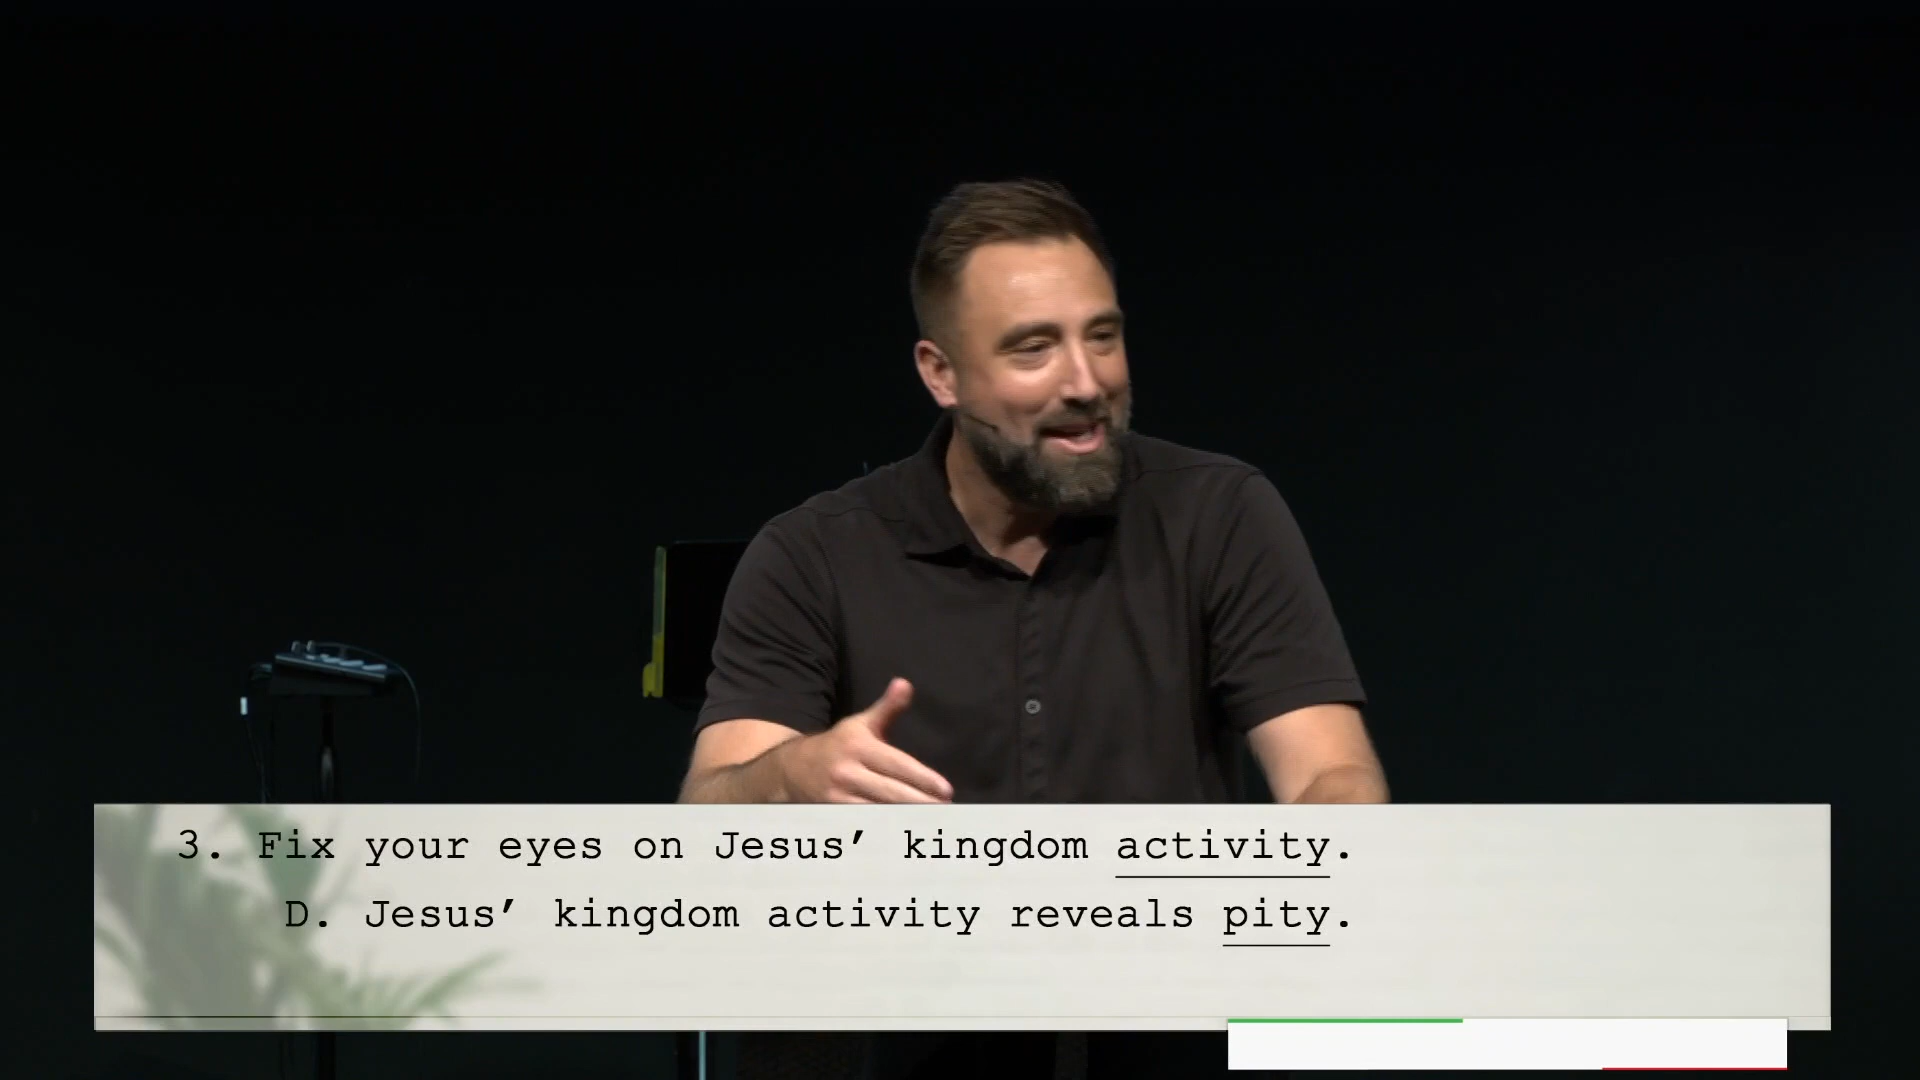 3. Fix your eyes on Jesus’ kingdom activity.
D. Jesus’ kingdom activity reveals pity.